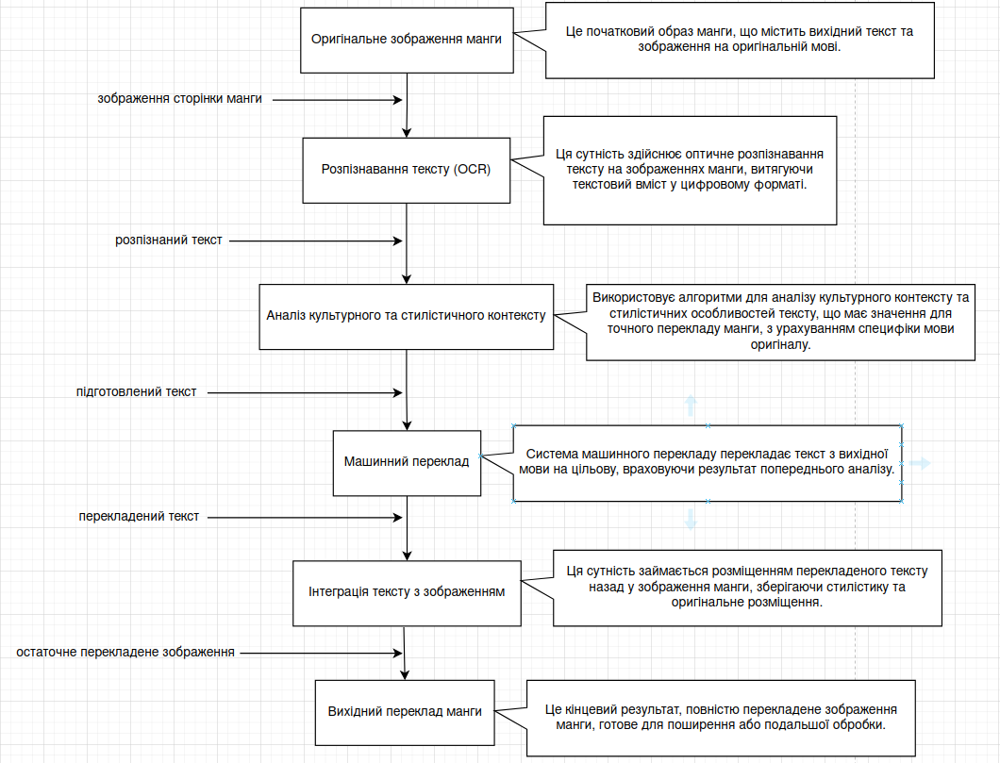 Оригінальне зображення манги
Це початковий образ манги, що містить вихідний текст та
зображення на оригінальній мові.
зображення сторінки манги
Розпізнавання тексту (OCR)
Ця сутність здійснює оптичне розпізнавання
тексту на зображеннях манги, витягуючи
текстовий вміст у цифровому форматі.
розпізнаний текст
Аналіз культурного та стилістичного контексту
Використовує алгоритми для аналізу культурного контексту та
стилістичних особливостей тексту, що має значення для
точного перекладу манги, з урахуванням специфіки мови
оригіналу.
підготовлений текст
Машинний переклад
Система машинного перекладу перекладає текст з вихідної
мови на цільову, враховуючи результат попереднього аналізу.
перекладений текст
Інтеграція тексту з зображенням
Ця сутність займається розміщенням перекладеного тексту
назад у зображення манги, зберігаючи стилістику та
оригінальне розміщення.
остаточне перекладене зображення
Вихідний переклад манги
Це кінцевий результат, повністю перекладене зображення
манги, готове для поширення або подальшої обробки.